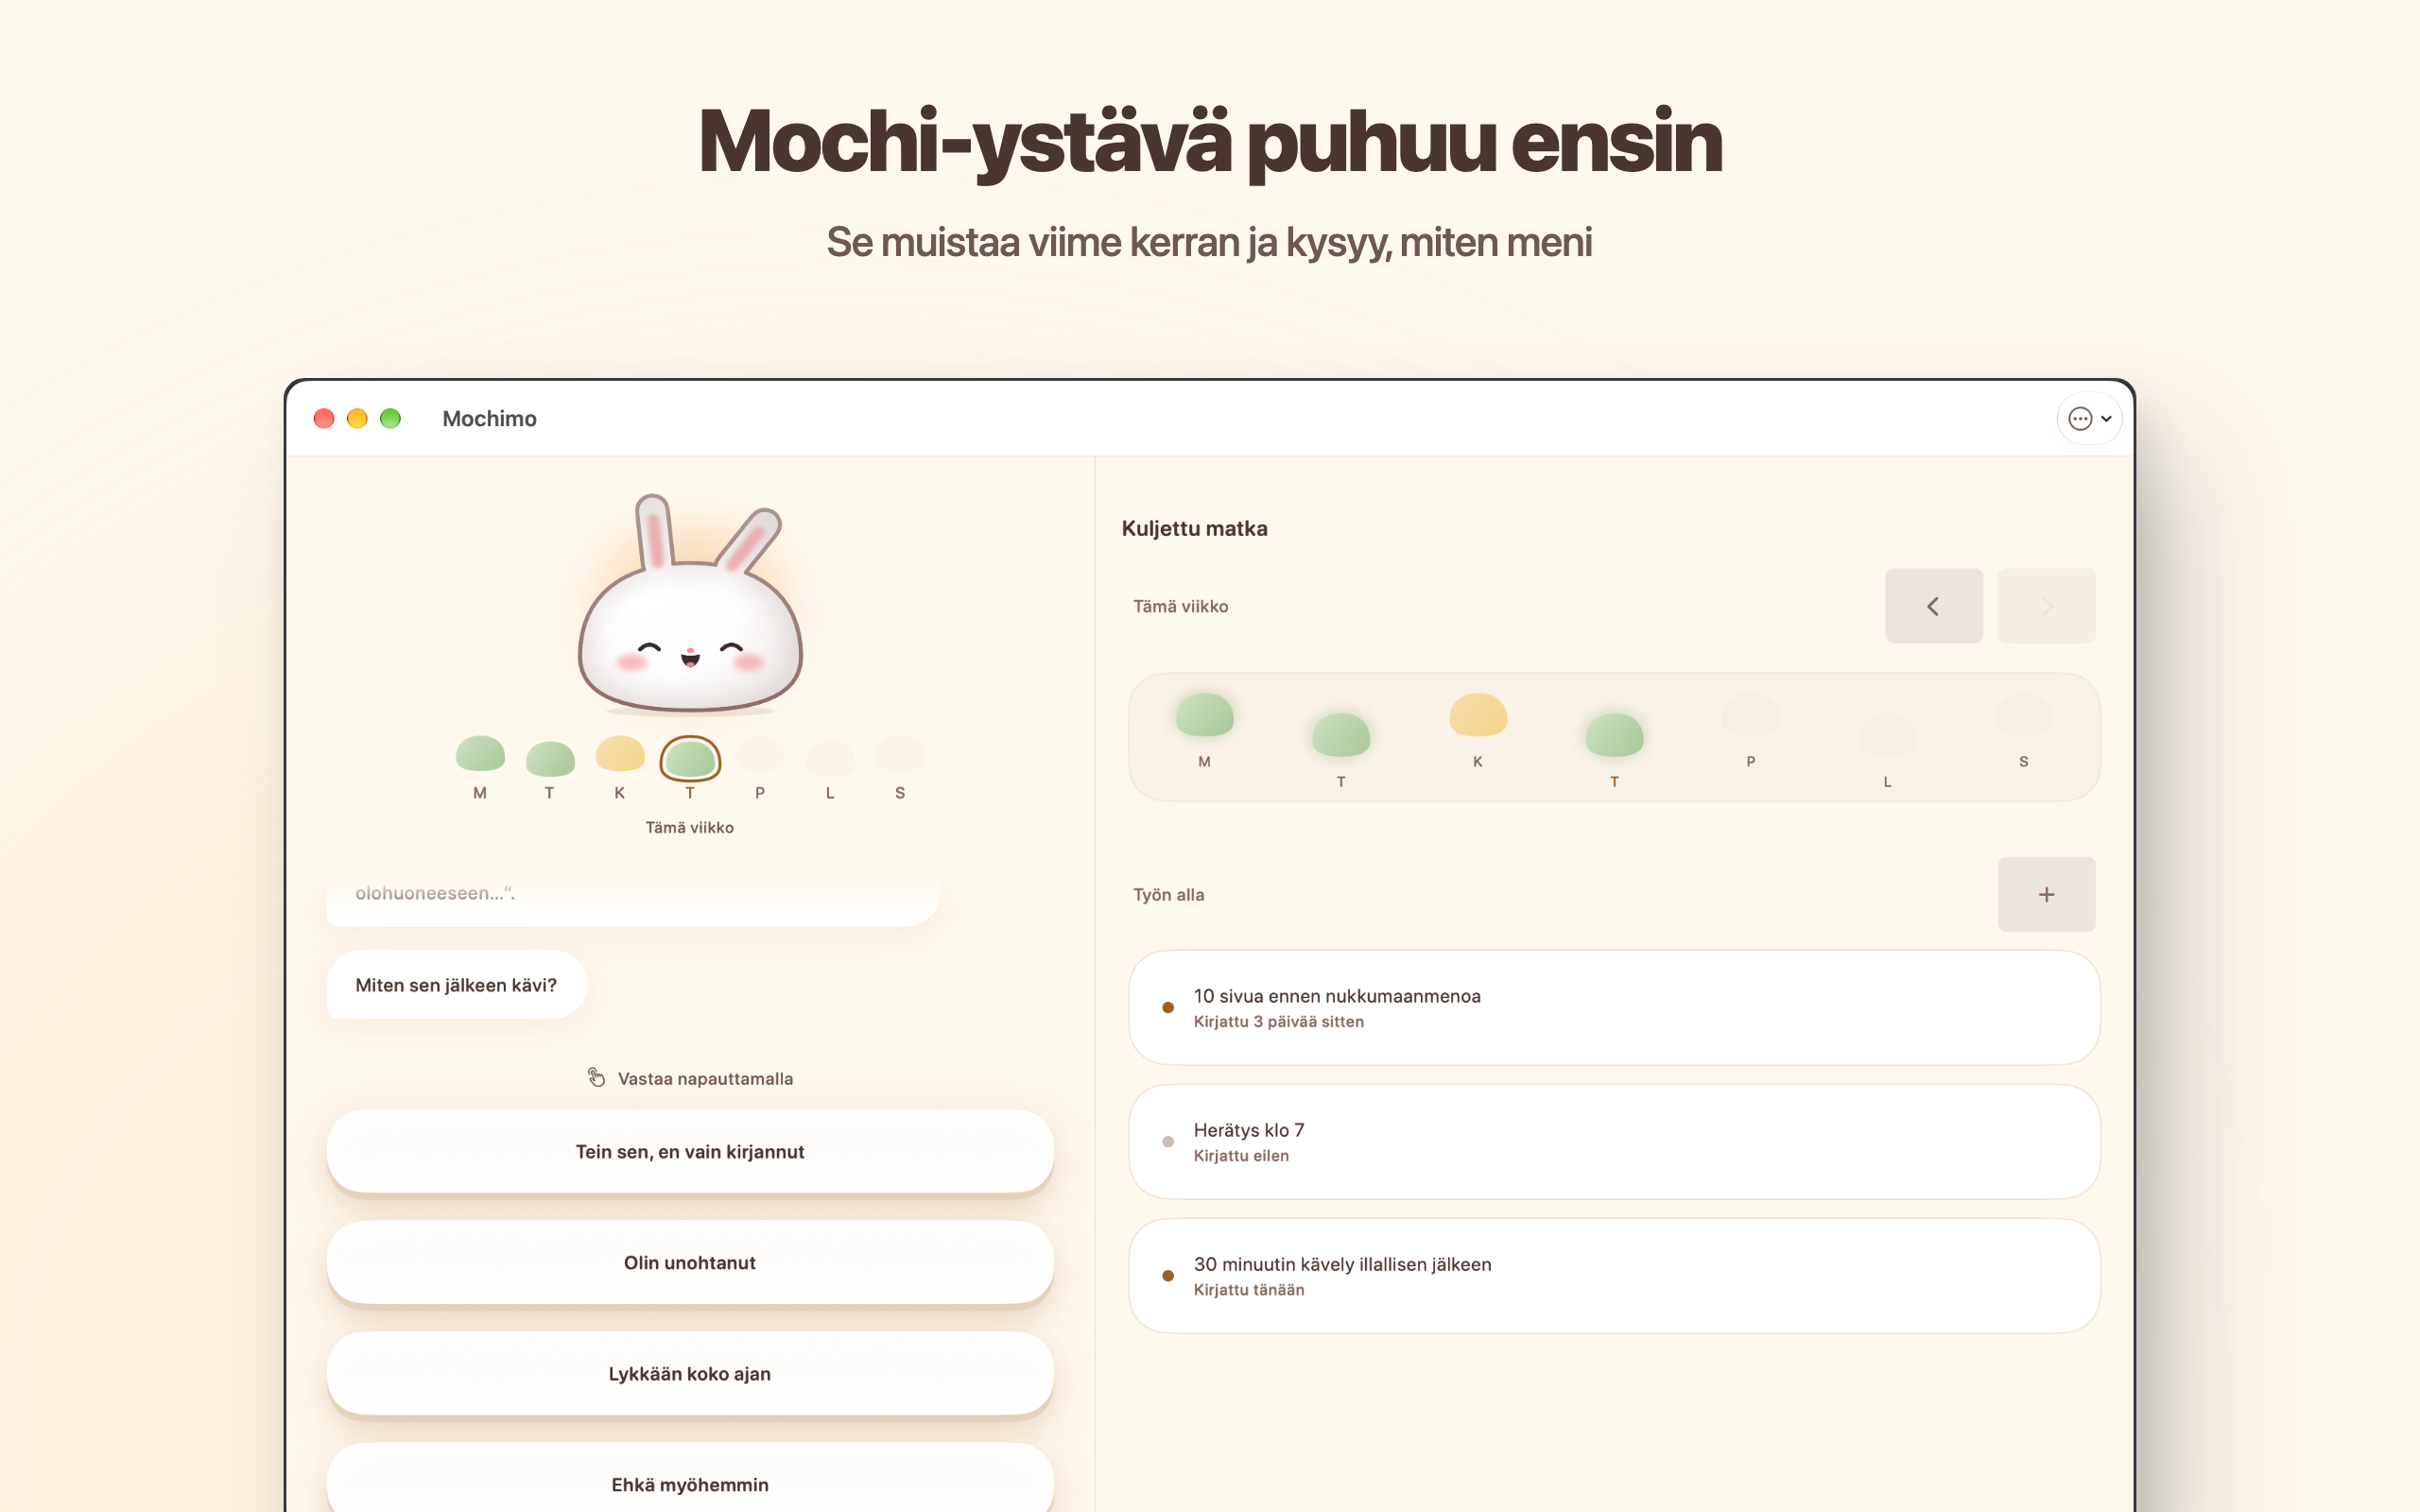 Mochi-ystävä puhuu ensin
Se muistaa viime kerran ja kysyy, miten meni
Mochimo
M T K T P L S
Tämä viikko
olohuoneeseen…“.
Miten sen jälkeen kävi?
Vastaa napauttamalla
Tein sen, en vain kirjannut
Olin unohtanut
Lykkään koko ajan
Ehkä myöhemmin
Kuljettu matka
Tämä viikko
M T K T P L S
Työn alla
10 sivua ennen nukkumaanmenoa
Kirjattu 3 päivää sitten
Herätys klo 7
Kirjattu eilen
30 minuutin kävely illallisen jälkeen
Kirjattu tänään